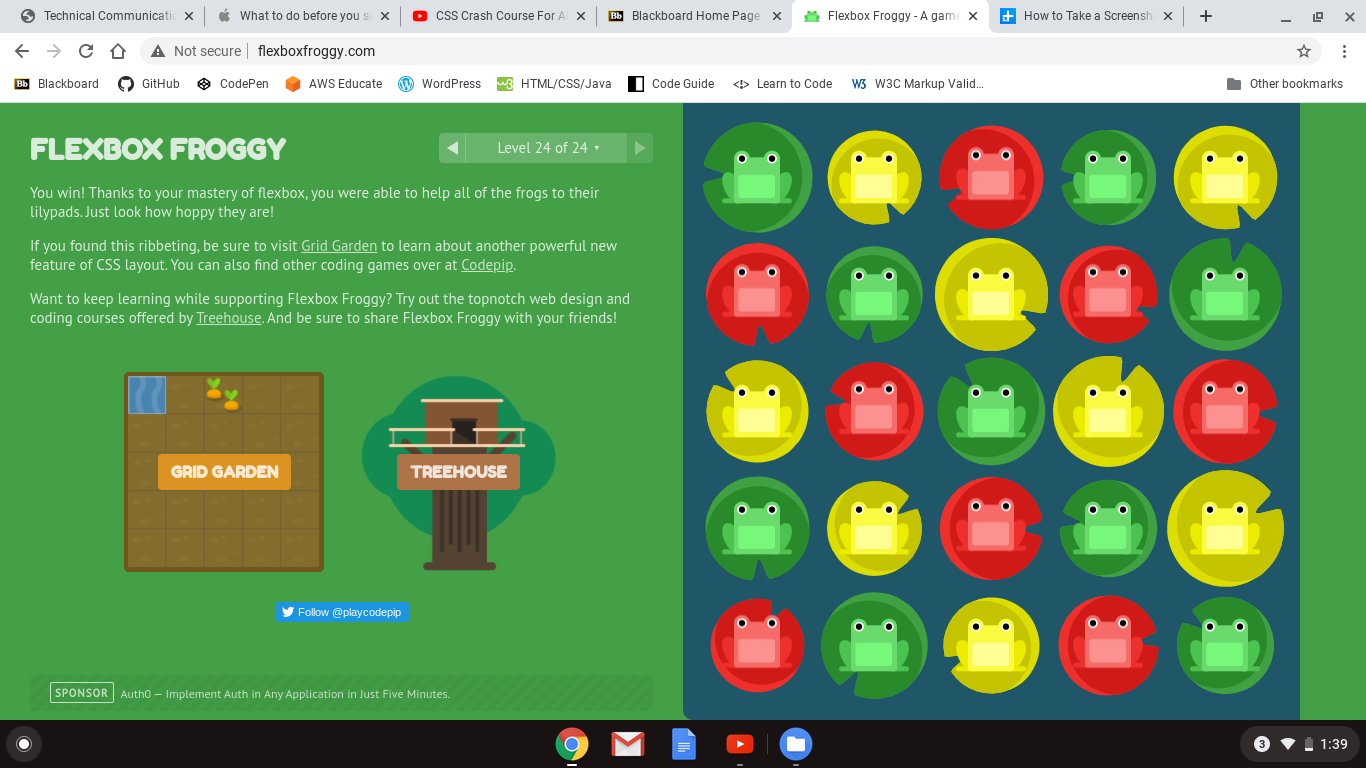 Technical Communicatio
What to do before you s
CSS Crash Course For A
Bb Blackboard Home Page
Flexbox Froggy - A game
How to Take a Screensh
Not secure flexboxfroggy.com
Bb Blackboard GitHub CodePen AWS Educate WordPress w3 HTML/CSS/Java Code Guide Learn to Code W3 W3C Markup Valid… Other bookmarks
FLEXBOX FROGGY
Level 24 of 24
You win! Thanks to your mastery of flexbox, you were able to help all of the frogs to their
lilypads. Just look how hoppy they are!
If you found this ribbeting, be sure to visit Grid Garden to learn about another powerful new
feature of CSS layout. You can also find other coding games over at Codepip.
Want to keep learning while supporting Flexbox Froggy? Try out the topnotch web design and
coding courses offered by Treehouse. And be sure to share Flexbox Froggy with your friends!
GRID GARDEN
TREEHOUSE
Follow @playcodepip
SPONSOR Auth0 — Implement Auth in Any Application in Just Five Minutes.
3 1:39